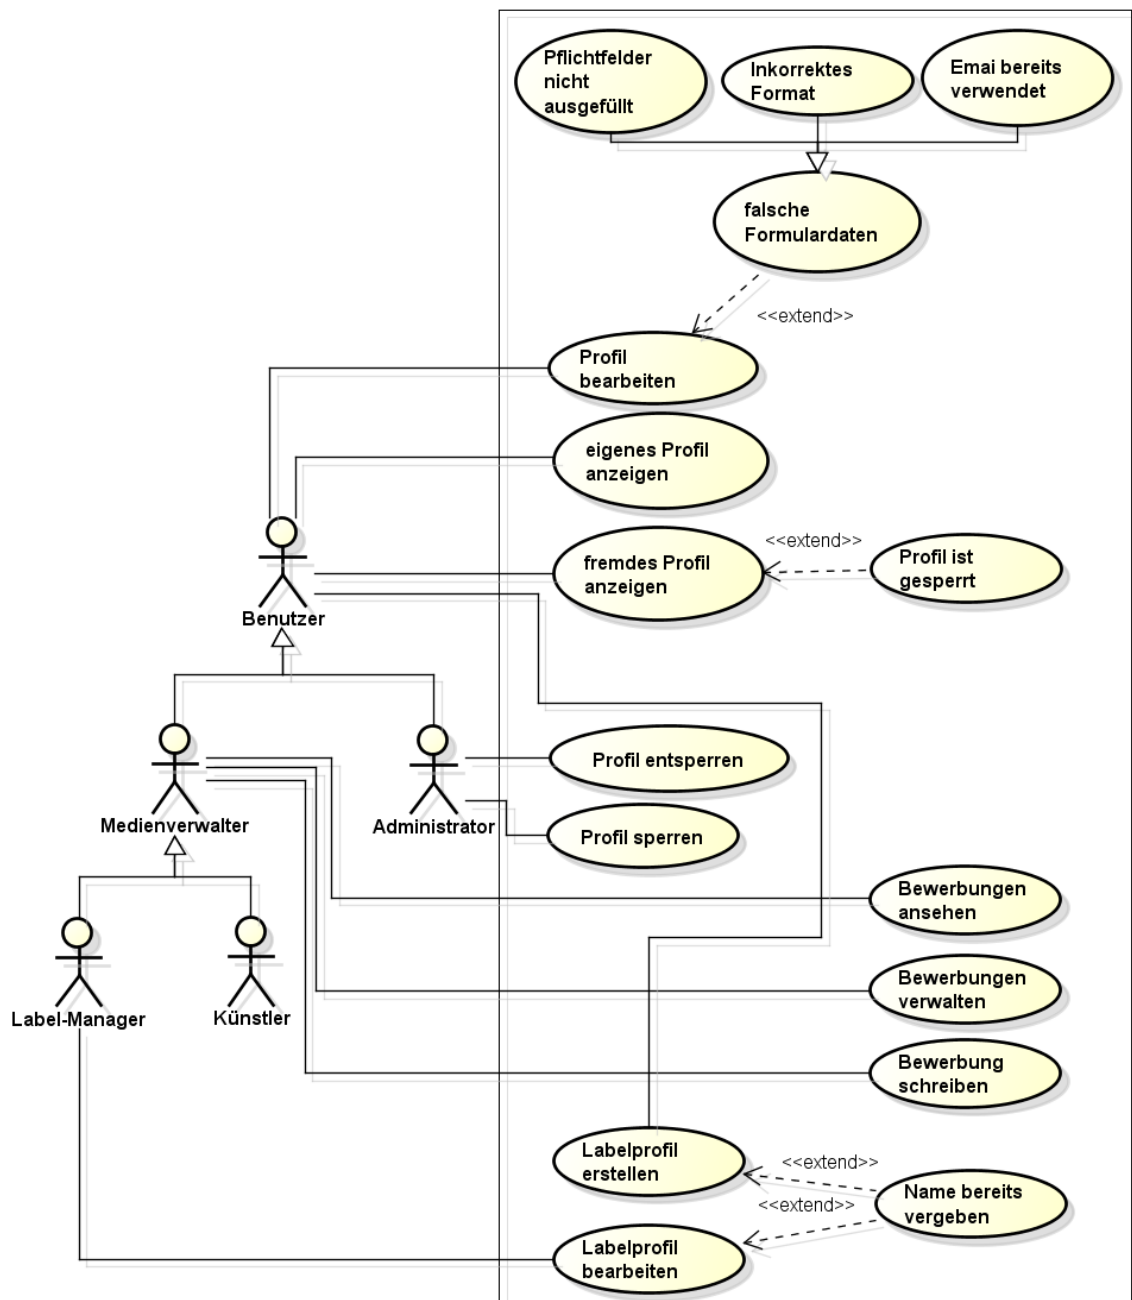 Pflichtfelder
nicht
ausgefüllt
Inkorrektes
Format
Emai bereits
verwendet
falsche
Formulardaten
<<extend>>
Profil
bearbeiten
eigenes Profil
anzeigen
<<extend>>
fremdes Profil
anzeigen
Profil ist
gesperrt
Benutzer
Profil entsperren
Medienverwalter
Administrator
Profil sperren
Bewerbungen
ansehen
Label-Manager
Künstler
Bewerbungen
verwalten
Bewerbung
schreiben
Labelprofil
erstellen
<<extend>>
<<extend>>
Name bereits
vergeben
Labelprofil
bearbeiten